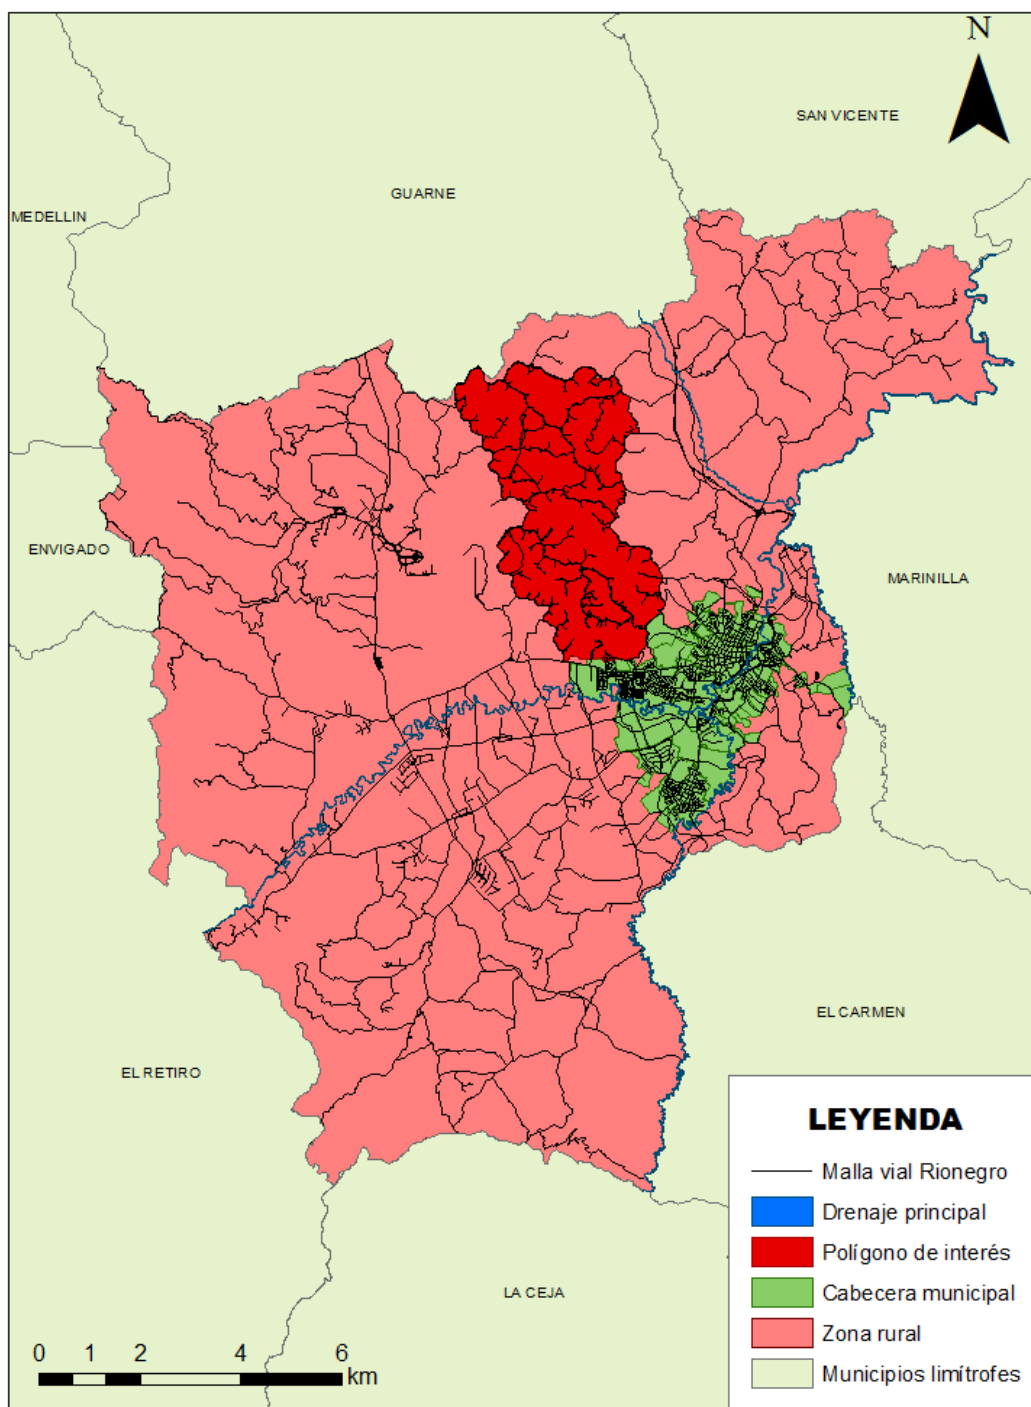 N
SAN VICENTE
GUARNE
MEDELLIN
ENVIGADO
MARINILLA
EL CARMEN
EL RETIRO
LA CEJA
LEYENDA
Malla vial Rionegro
Drenaje principal
Polígono de interés
Cabecera municipal
Zona rural
Municipios limítrofes
0 1 2 4 6
km